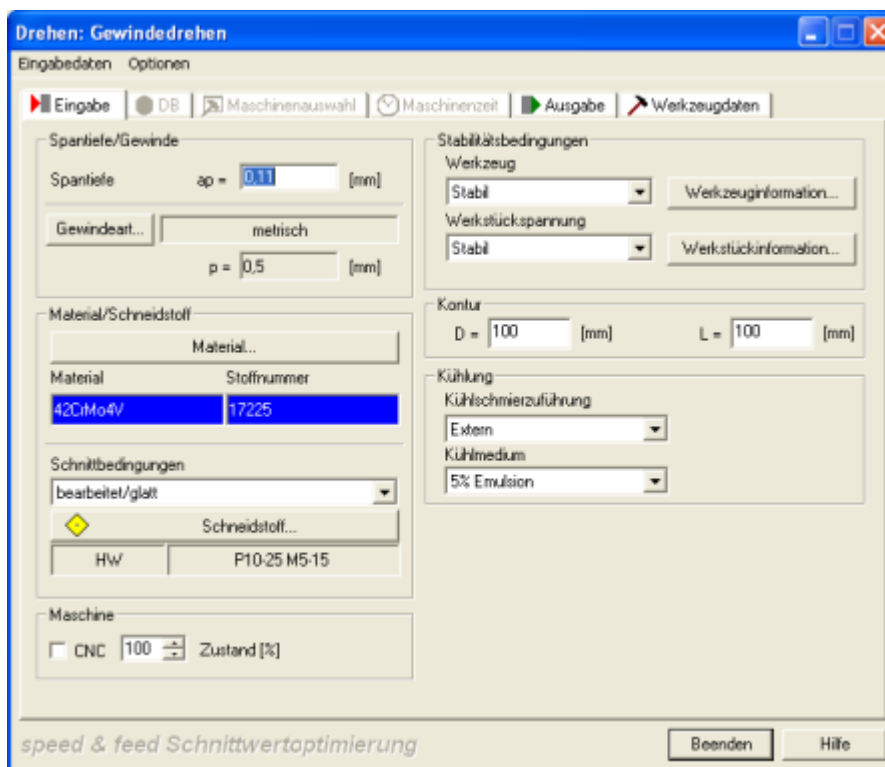 Drehen: Gewindedrehen
Eingabedaten Optionen
Eingabe DB Maschinenauswahl Maschinenzeit Ausgabe Werkzeugdaten
Spantiefe/Gewinde
Spantiefe ap = 0,11 [mm]
Gewindeart... metrisch
p = 0,5 [mm]
Material/Schneidstoff
Material...
Material Stoffnummer
42CrMo4V 17225
Schnittbedingungen
bearbeitet/glatt
Schneidstoff...
HW P10-25 M5-15
Maschine
CNC 100 Zustand [%]
Stabilitätsbedingungen
Werkzeug
Stabil Werkzeuginformation...
Werkstückspannung
Stabil Werkstückinformation...
Kontur
D = 100 [mm] L = 100 [mm]
Kühlung
Kühlschmierzuführung
Extern
Kühlmedium
5% Emulsion
speed & feed Schnittwertoptimierung
Beenden Hilfe